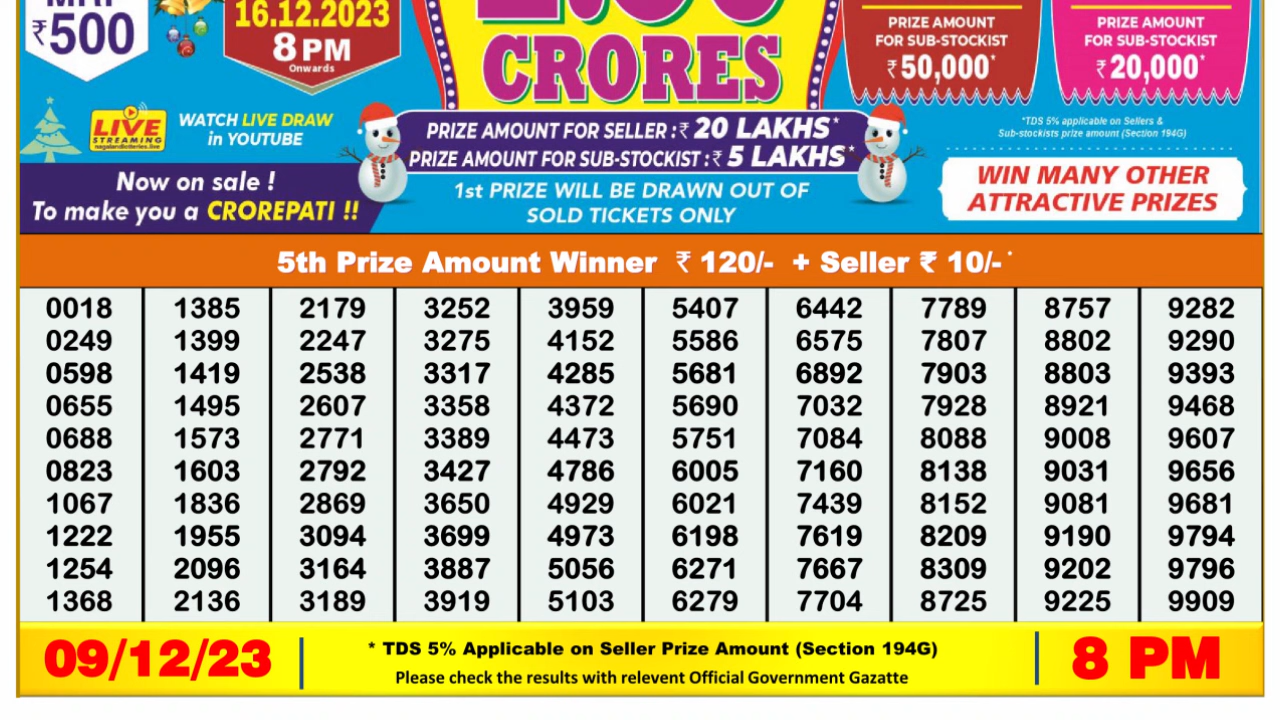 MRP
₹500
16.12.2023
8 PM
Onwards
CRORES
PRIZE AMOUNT
FOR SUB-STOCKIST
₹50,000*
PRIZE AMOUNT
FOR SUB-STOCKIST
₹20,000*
LIVE
STREAMING
nagalandlotteries.live
WATCH LIVE DRAW
in YOUTUBE
PRIZE AMOUNT FOR SELLER :₹ 20 LAKHS*
PRIZE AMOUNT FOR SUB-STOCKIST :₹ 5 LAKHS*
*TDS 5% applicable on Sellers &
Sub-stockists prize amount (Section 194G)
Now on sale !
To make you a CROREPATI !!
1st PRIZE WILL BE DRAWN OUT OF
SOLD TICKETS ONLY
WIN MANY OTHER
ATTRACTIVE PRIZES
5th Prize Amount Winner ₹ 120/- + Seller ₹ 10/-*
0018 1385 2179 3252 3959 5407 6442 7789 8757 9282
0249 1399 2247 3275 4152 5586 6575 7807 8802 9290
0598 1419 2538 3317 4285 5681 6892 7903 8803 9393
0655 1495 2607 3358 4372 5690 7032 7928 8921 9468
0688 1573 2771 3389 4473 5751 7084 8088 9008 9607
0823 1603 2792 3427 4786 6005 7160 8138 9031 9656
1067 1836 2869 3650 4929 6021 7439 8152 9081 9681
1222 1955 3094 3699 4973 6198 7619 8209 9190 9794
1254 2096 3164 3887 5056 6271 7667 8309 9202 9796
1368 2136 3189 3919 5103 6279 7704 8725 9225 9909
09/12/23
* TDS 5% Applicable on Seller Prize Amount (Section 194G)
Please check the results with relevent Official Government Gazatte
8 PM